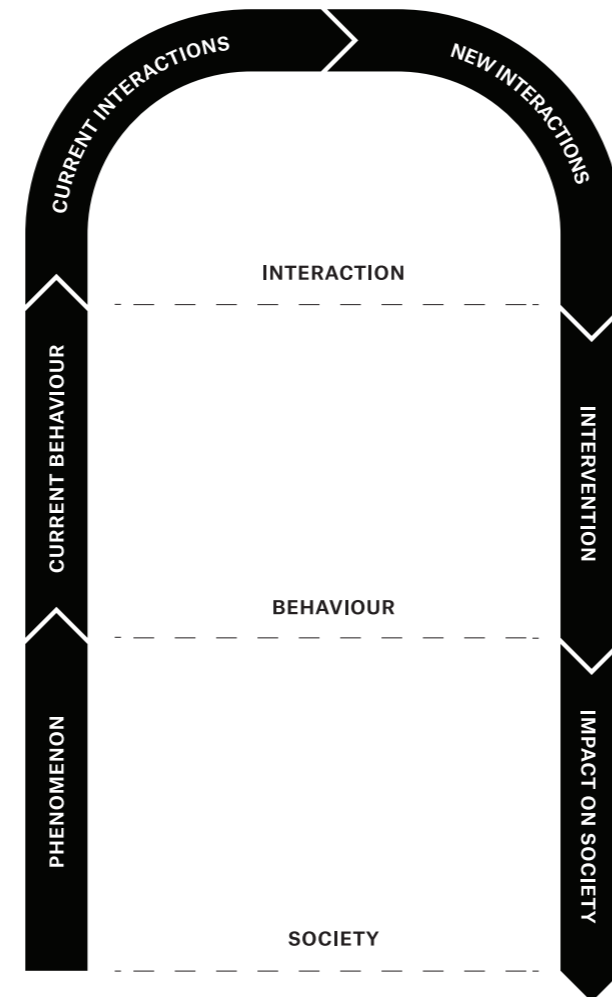 CURRENT INTERACTIONS
NEW INTERACTIONS
INTERACTION
CURRENT BEHAVIOUR
INTERVENTION
BEHAVIOUR
PHENOMENON
IMPACT ON SOCIETY
SOCIETY